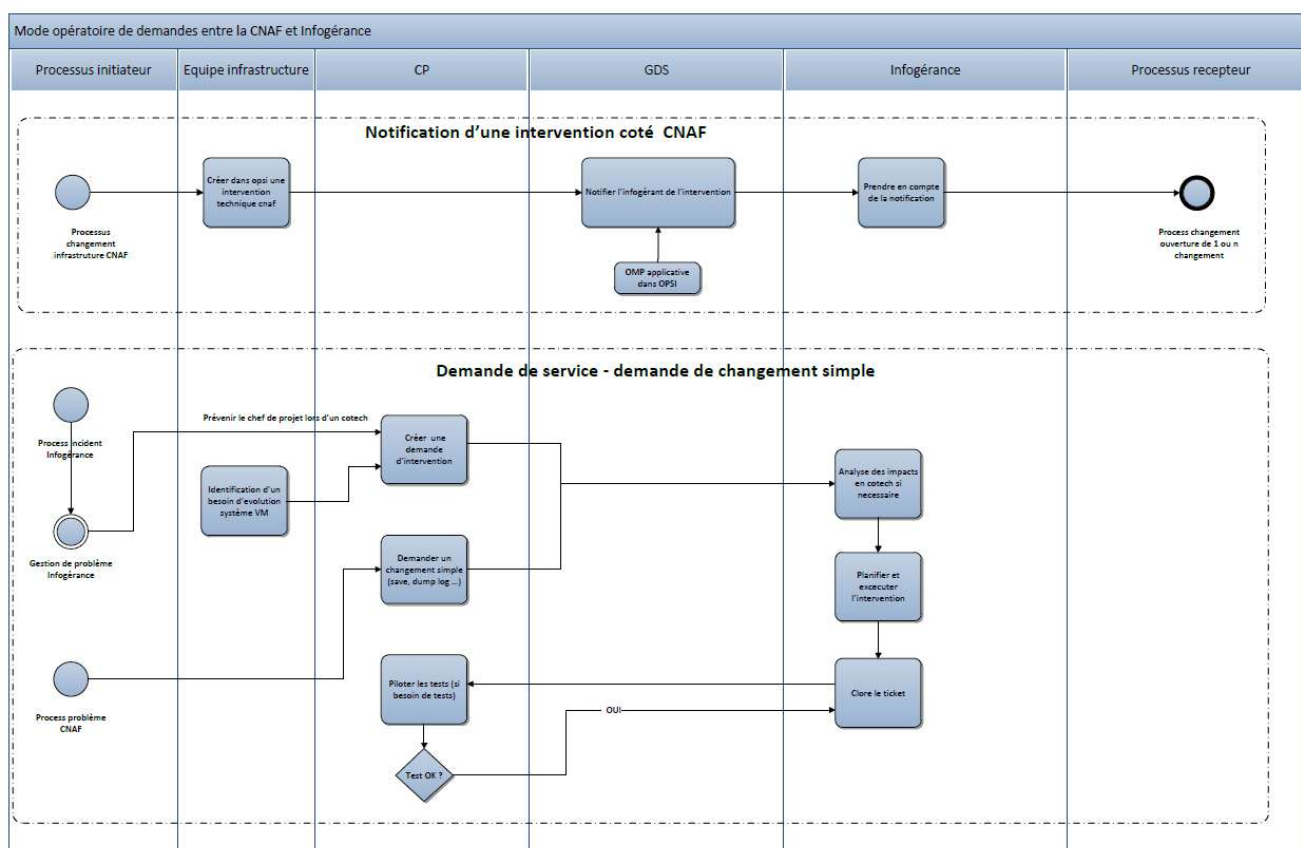 Mode opératoire de demandes entre la CNAF et Infogérance
Processus initiateur
Equipe infrastructure
CP
GDS
Infogérance
Processus recepteur
Notification d’une intervention coté CNAF
Créer dans opsi une
intervention
technique cnaf
Notifier l’infogérant de l’intervention
Prendre en compte
de la notification
Processus
changement
infrastruture CNAF
Process changement
ouverture de 1 ou n
changement
OMP applicative
dans OPSI
Demande de service - demande de changement simple
Prévenir le chef de projet lors d’un cotech
Process incident
Infogérance
Créer une
demande
d’intervention
Identification d’un
besoin d’evolution
système VM
Analyse des impacts
en cotech si
necessaire
Gestion de problème
Infogérance
Demander un
changement simple
(save, dump log ...)
Planifier et
excecuter
l’intervention
Process problème
CNAF
Piloter les tests (si
besoin de tests)
Clore le ticket
OUI
Test OK ?